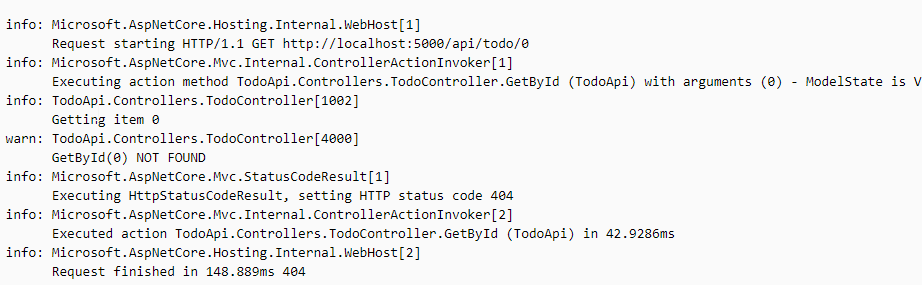 info: Microsoft.AspNetCore.Hosting.Internal.WebHost[1]
      Request starting HTTP/1.1 GET http://localhost:5000/api/todo/0
info: Microsoft.AspNetCore.Mvc.Internal.ControllerActionInvoker[1]
      Executing action method TodoApi.Controllers.TodoController.GetById (TodoApi) with arguments (0) - ModelState is V
info: TodoApi.Controllers.TodoController[1002]
      Getting item 0
warn: TodoApi.Controllers.TodoController[4000]
      GetById(0) NOT FOUND
info: Microsoft.AspNetCore.Mvc.StatusCodeResult[1]
      Executing HttpStatusCodeResult, setting HTTP status code 404
info: Microsoft.AspNetCore.Mvc.Internal.ControllerActionInvoker[2]
      Executed action TodoApi.Controllers.TodoController.GetById (TodoApi) in 42.9286ms
info: Microsoft.AspNetCore.Hosting.Internal.WebHost[2]
      Request finished in 148.889ms 404